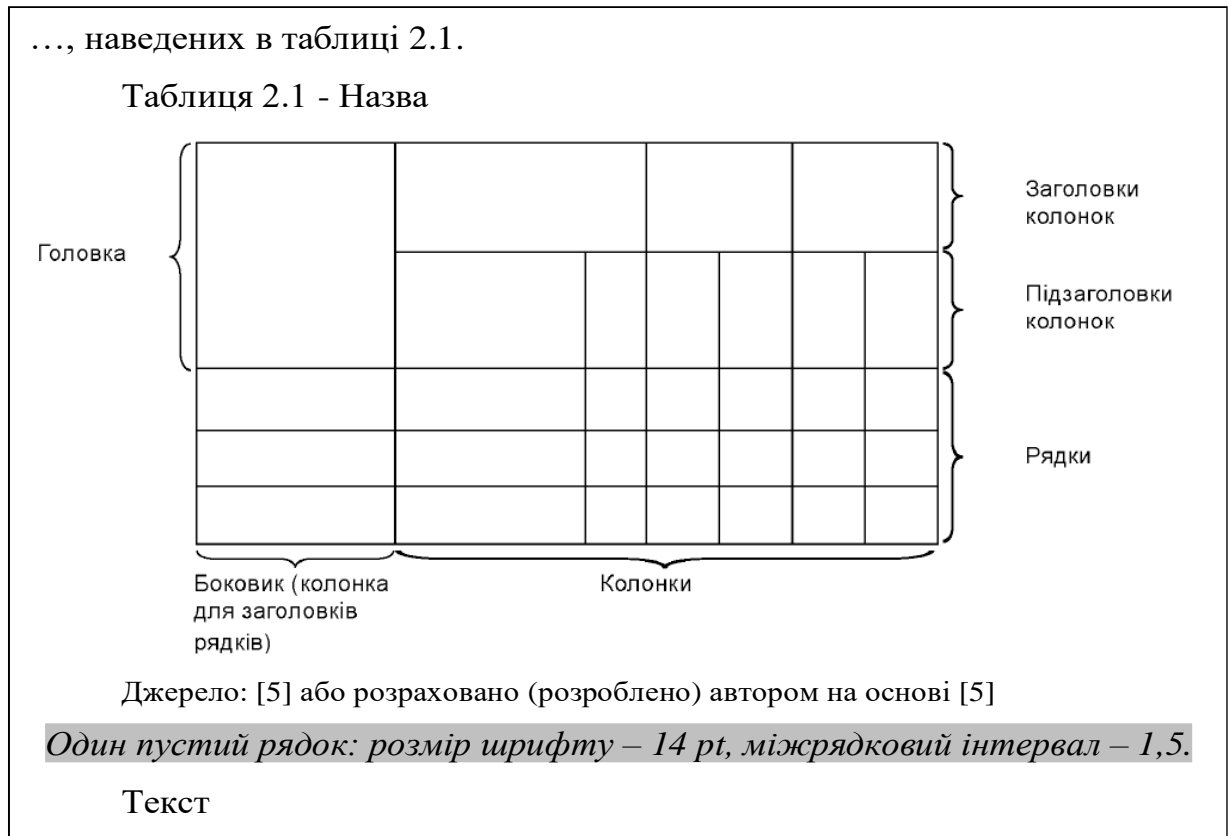 …, наведених в таблиці 2.1.
Таблиця 2.1 - Назва
Заголовки
колонок
Головка
Підзаголовки
колонок
Рядки
Боковик (колонка
для заголовків
рядків)
Колонки
Джерело: [5] або розраховано (розроблено) автором на основі [5]
Один пустий рядок: розмір шрифту – 14 pt, міжрядковий інтервал – 1,5.
Текст